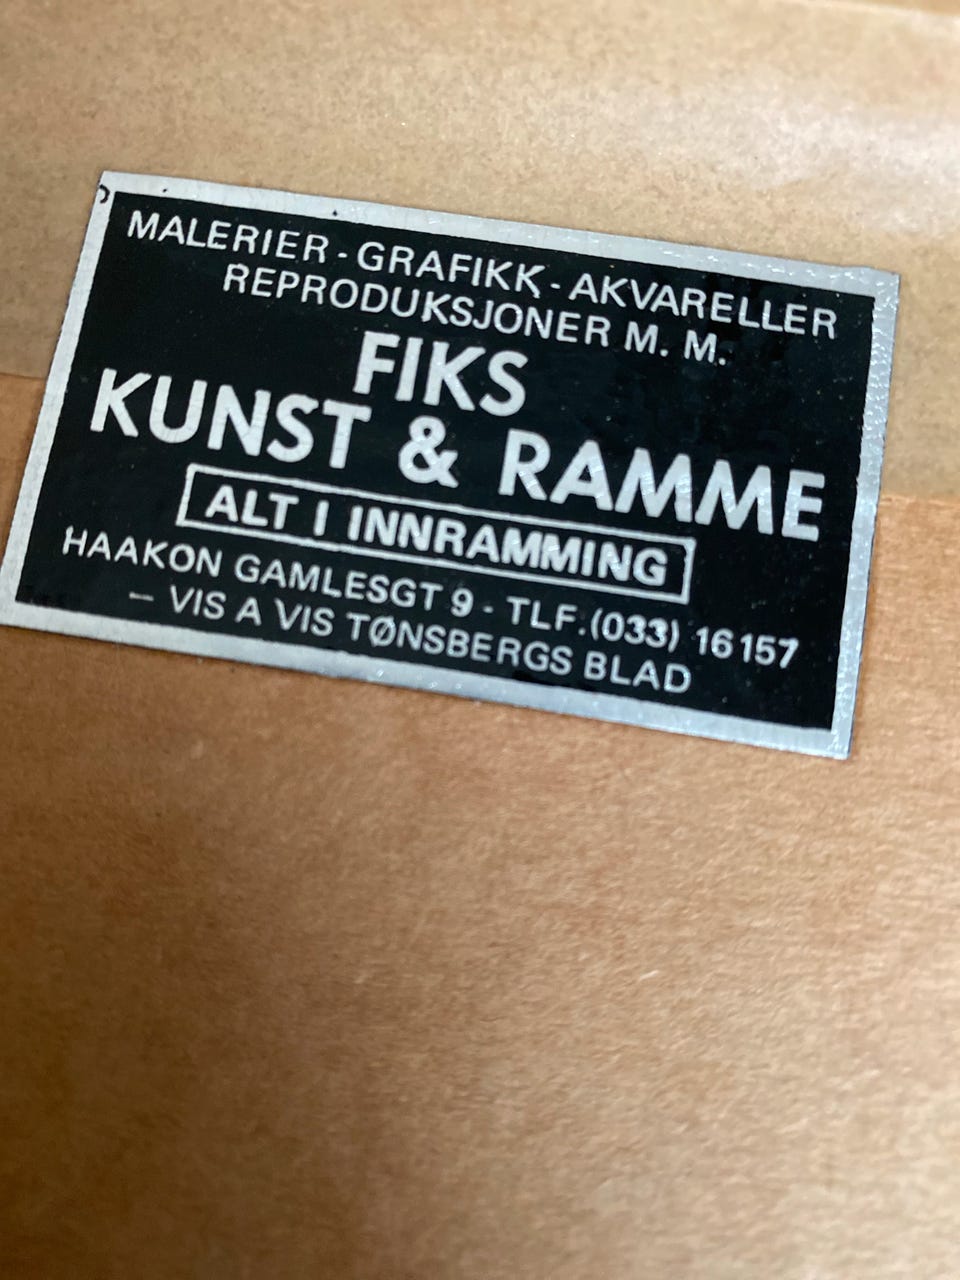 MALERIER - GRAFIKK - AKVARELLER
REPRODUKSJONER M. M.
FIKS
KUNST & RAMME
ALT I INNRAMMING
HAAKON GAMLESGT 9 - TLF. (033) 16157
— VIS A VIS TØNSBERGS BLAD